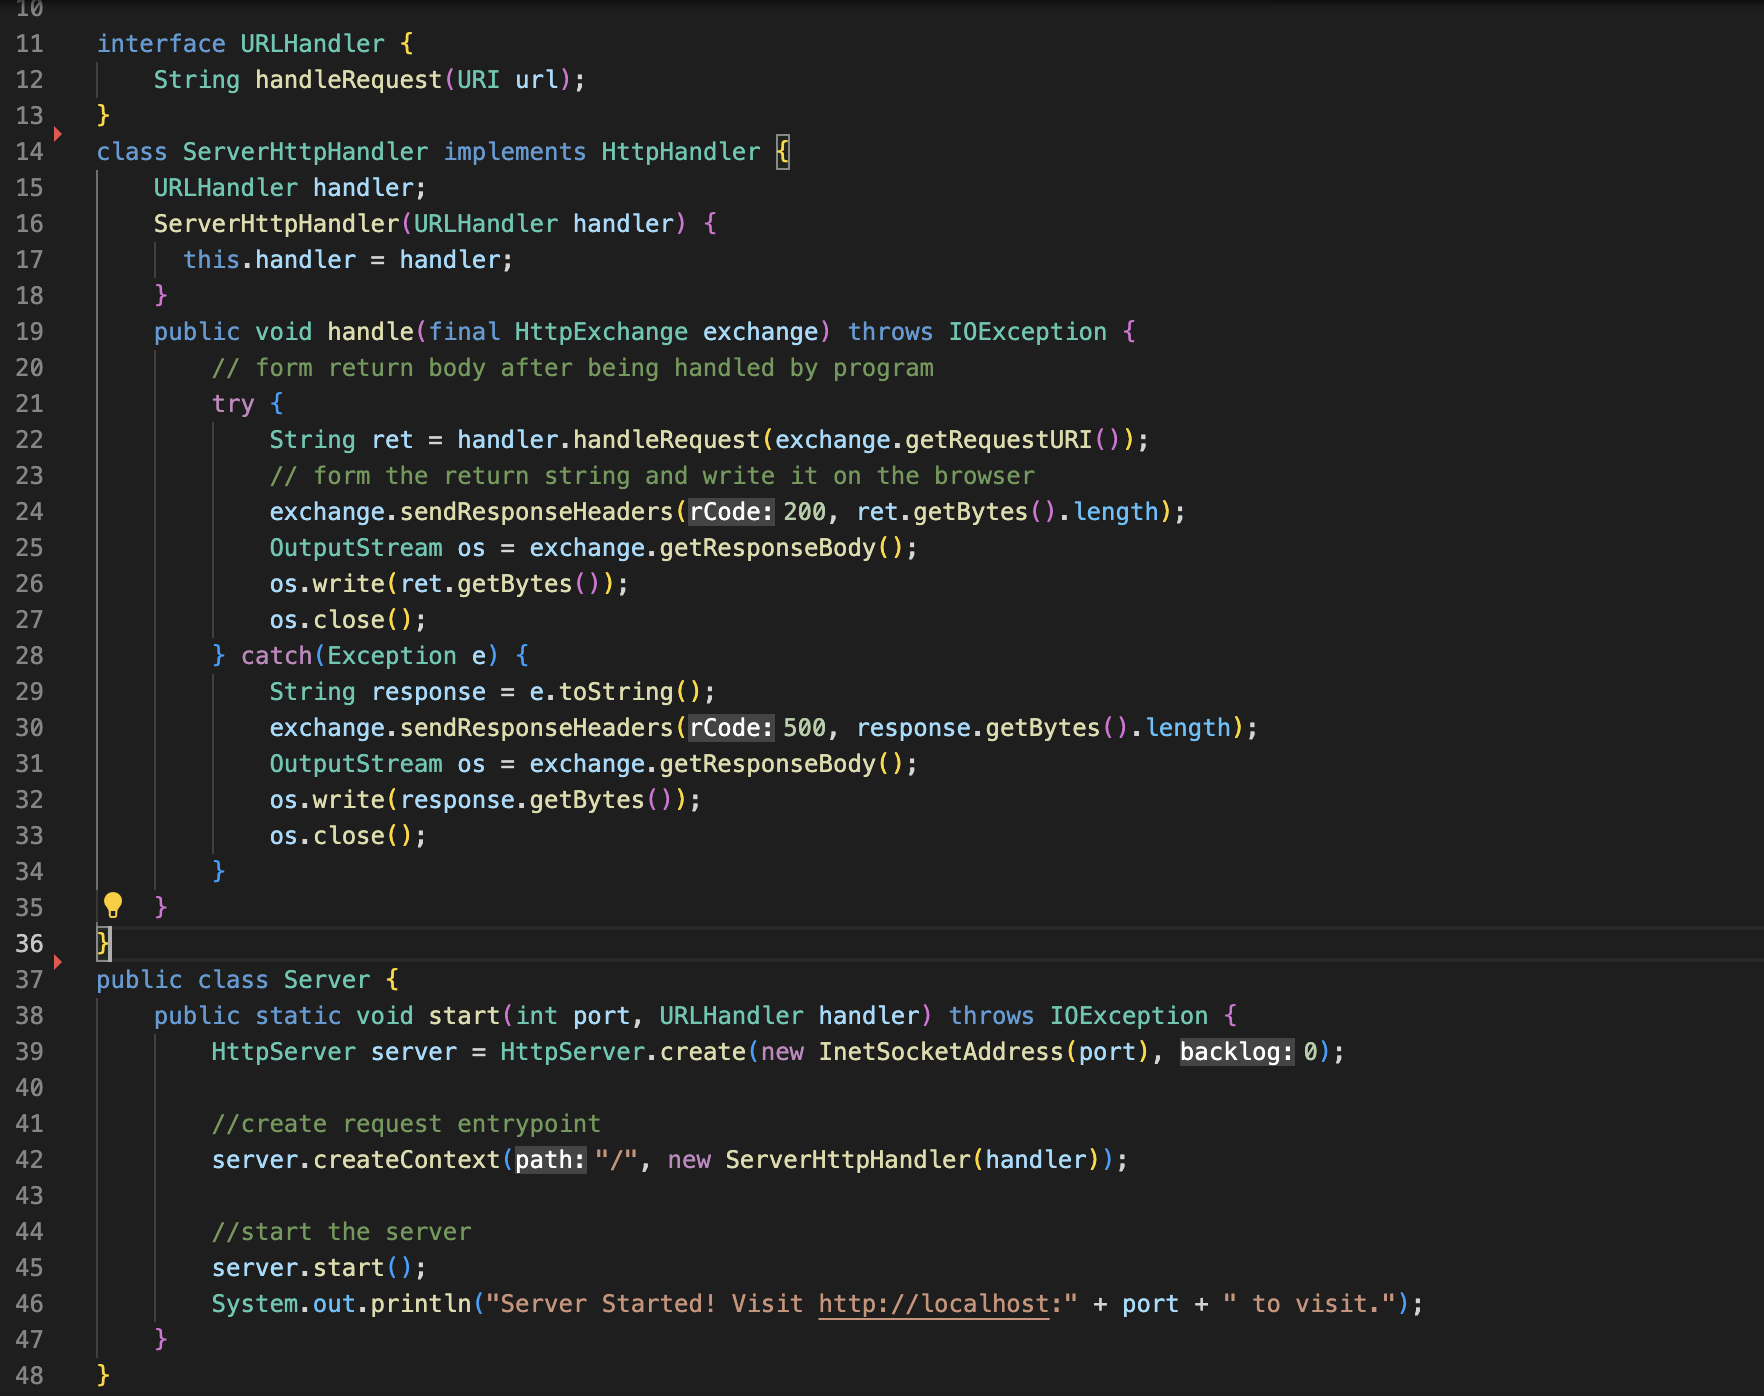 10
11 interface URLHandler {
12     String handleRequest(URI url);
13 }
14 class ServerHttpHandler implements HttpHandler {
15     URLHandler handler;
16     ServerHttpHandler(URLHandler handler) {
17       this.handler = handler;
18     }
19     public void handle(final HttpExchange exchange) throws IOException {
20         // form return body after being handled by program
21         try {
22             String ret = handler.handleRequest(exchange.getRequestURI());
23             // form the return string and write it on the browser
24             exchange.sendResponseHeaders(rCode: 200, ret.getBytes().length);
25             OutputStream os = exchange.getResponseBody();
26             os.write(ret.getBytes());
27             os.close();
28         } catch(Exception e) {
29             String response = e.toString();
30             exchange.sendResponseHeaders(rCode: 500, response.getBytes().length);
31             OutputStream os = exchange.getResponseBody();
32             os.write(response.getBytes());
33             os.close();
34         }
35     }
36 }
37 public class Server {
38     public static void start(int port, URLHandler handler) throws IOException {
39         HttpServer server = HttpServer.create(new InetSocketAddress(port), backlog: 0);
40
41         //create request entrypoint
42         server.createContext(path: "/", new ServerHttpHandler(handler));
43
44         //start the server
45         server.start();
46         System.out.println("Server Started! Visit http://localhost:" + port + " to visit.");
47     }
48 }